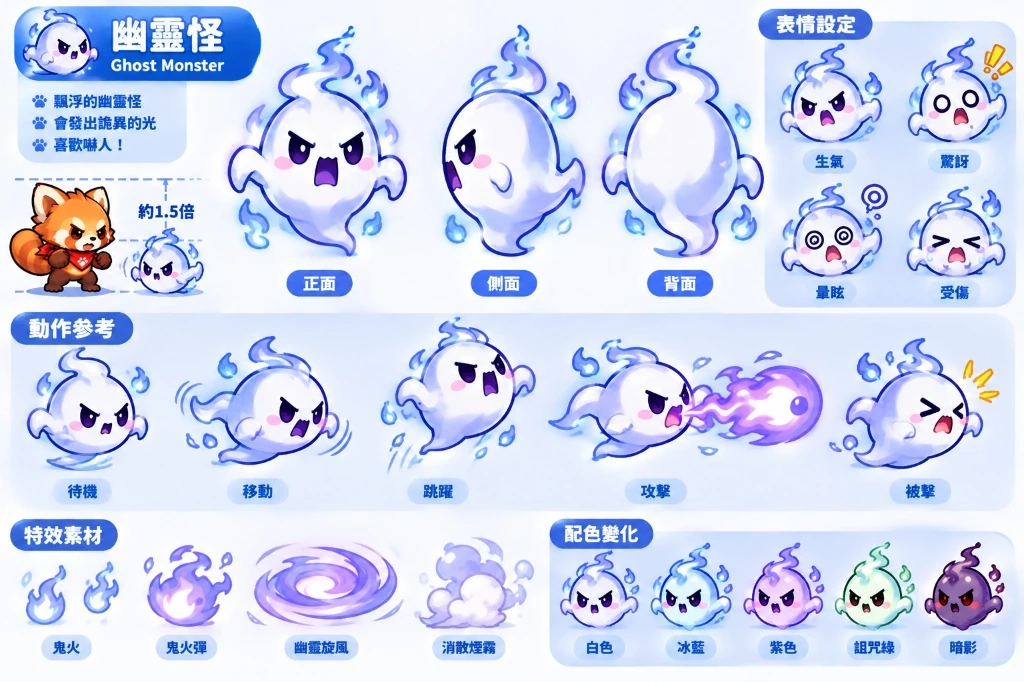 幽靈怪
Ghost Monster
飄浮的幽靈怪
會發出詭異的光
喜歡嚇人！
約1.5倍
正面
側面
背面
表情設定
生氣
驚訝
暈眩
受傷
動作參考
待機
移動
跳躍
攻擊
被擊
特效素材
鬼火
鬼火彈
幽靈旋風
消散煙霧
配色變化
白色
冰藍
紫色
詛咒綠
暗影